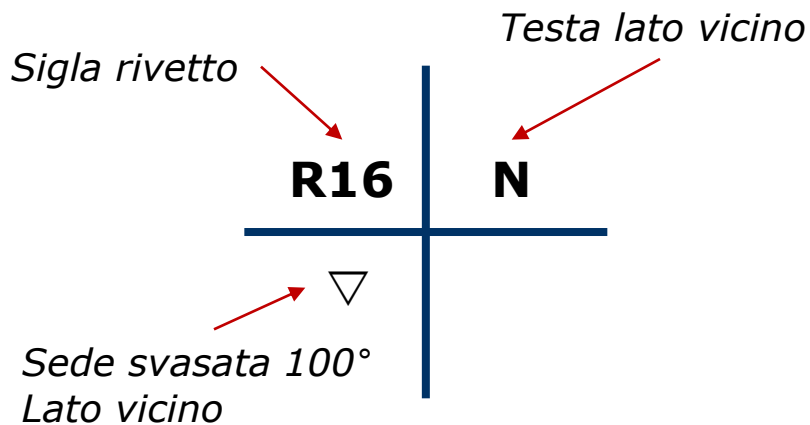 Testa lato vicino
Sigla rivetto
R16 N
Sede svasata 100°
Lato vicino